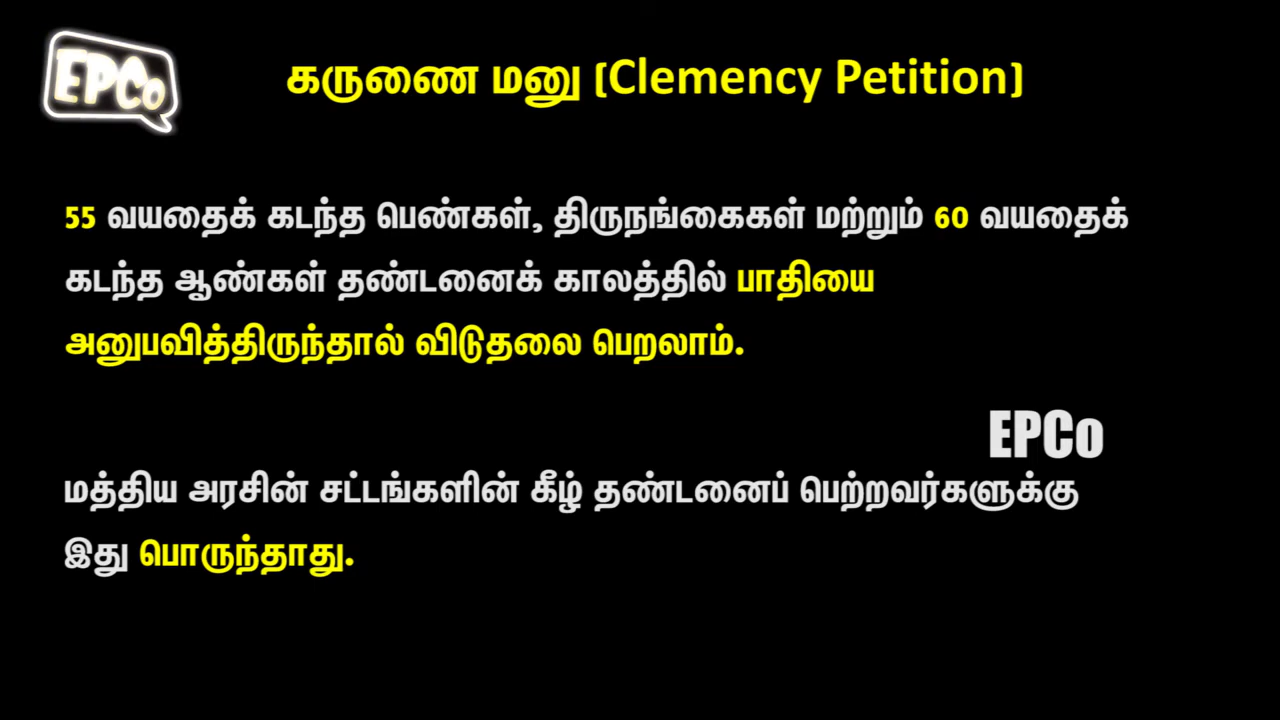 EPCo
கருணை மனு (Clemency Petition)
55 வயதைக் கடந்த பெண்கள், திருநங்கைகள் மற்றும் 60 வயதைக்
கடந்த ஆண்கள் தண்டனைக் காலத்தில் பாதியை
அனுபவித்திருந்தால் விடுதலை பெறலாம்.
EPCo
மத்திய அரசின் சட்டங்களின் கீழ் தண்டனைப் பெற்றவர்களுக்கு
இது பொருந்தாது.